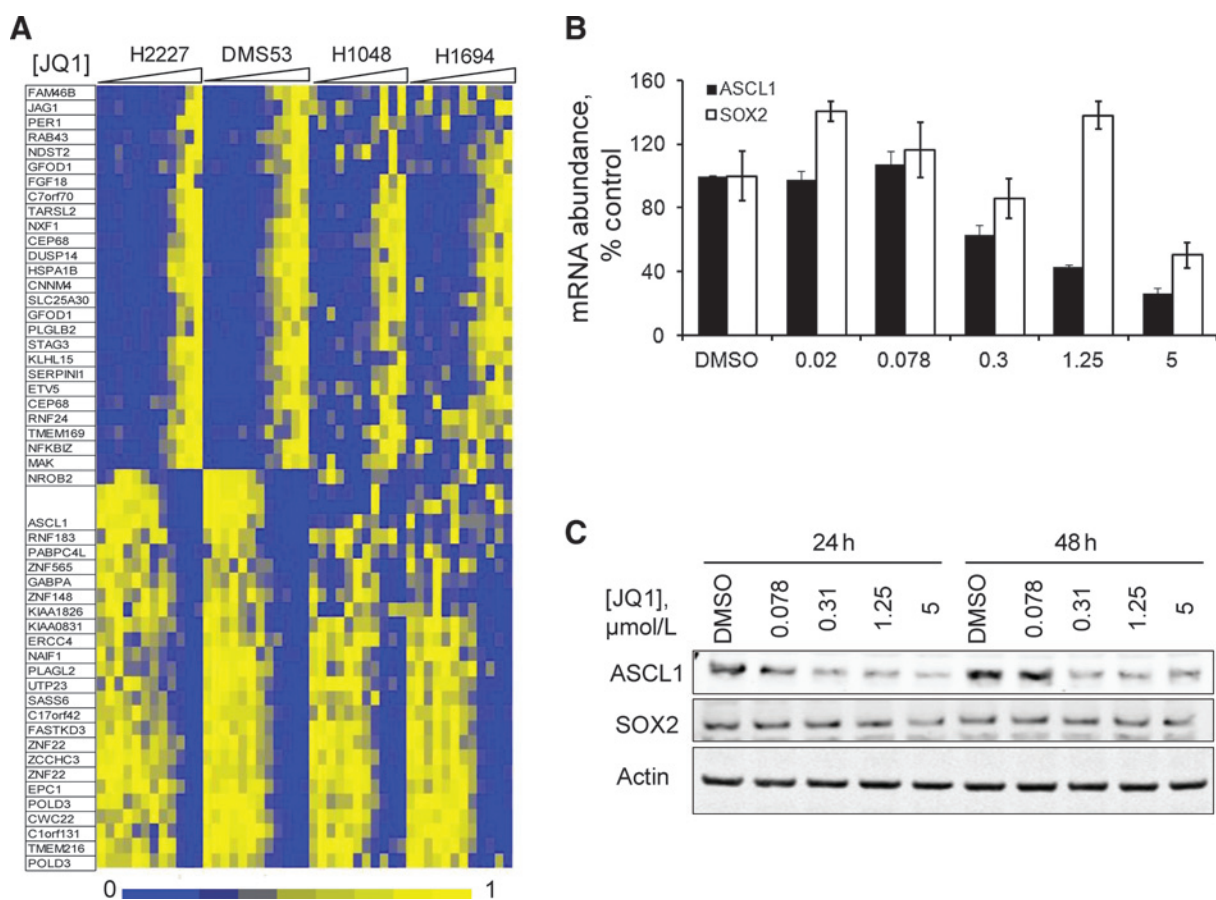 A
[JQ1]
H2227 DMS53 H1048 H1694
FAM46B
JAG1
PER1
RAB43
NDST2
GFOD1
FGF18
C7orf70
TARSL2
NXF1
CEP68
DUSP14
HSPA1B
CNNM4
SLC25A30
GFOD1
PLGLB2
STAG3
KLHL15
SERPINI1
ETV5
CEP68
RNF24
TMEM169
NFKBIZ
MAK
NROB2
ASCL1
RNF183
PABPC4L
ZNF565
GABPA
ZNF148
KIAA1826
KIAA0831
ERCC4
NAIF1
PLAGL2
UTP23
SASS6
C17orf42
FASTKD3
ZNF22
ZCCHC3
ZNF22
EPC1
POLD3
CWC22
C1orf131
TMEM216
POLD3
0 1
B
mRNA abundance,
% control
160
120
80
40
0
ASCL1
SOX2
DMSO 0.02 0.078 0.3 1.25 5
C
24 h 48 h
[JQ1],
µmol/L
DMSO 0.078 0.31 1.25 5 DMSO 0.078 0.31 1.25 5
ASCL1
SOX2
Actin